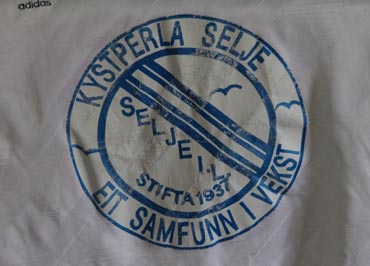 adidas
KYSTPERLA SELJE
SELJE I.L.
STIFTA 1937
EIT SAMFUNN I VEKST